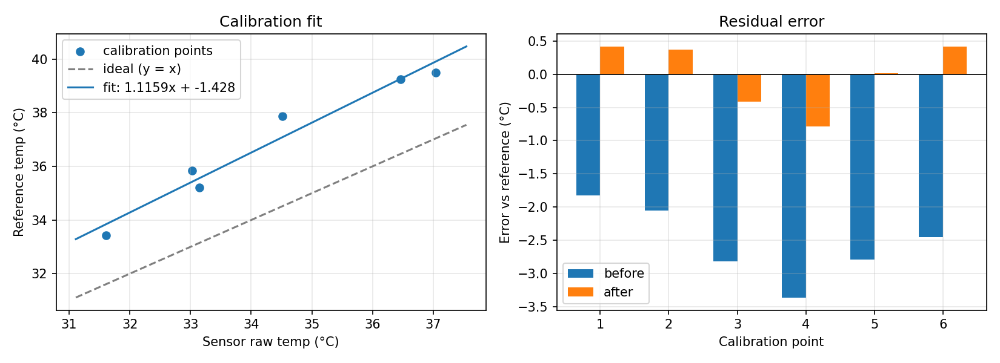 Calibration fit
calibration points
ideal (y = x)
fit: 1.1159x + -1.428
Reference temp (°C)
40
38
36
34
32
31 32 33 34 35 36 37
Sensor raw temp (°C)
Residual error
Error vs reference (°C)
0.5
0.0
−0.5
−1.0
−1.5
−2.0
−2.5
−3.0
−3.5
before
after
1 2 3 4 5 6
Calibration point